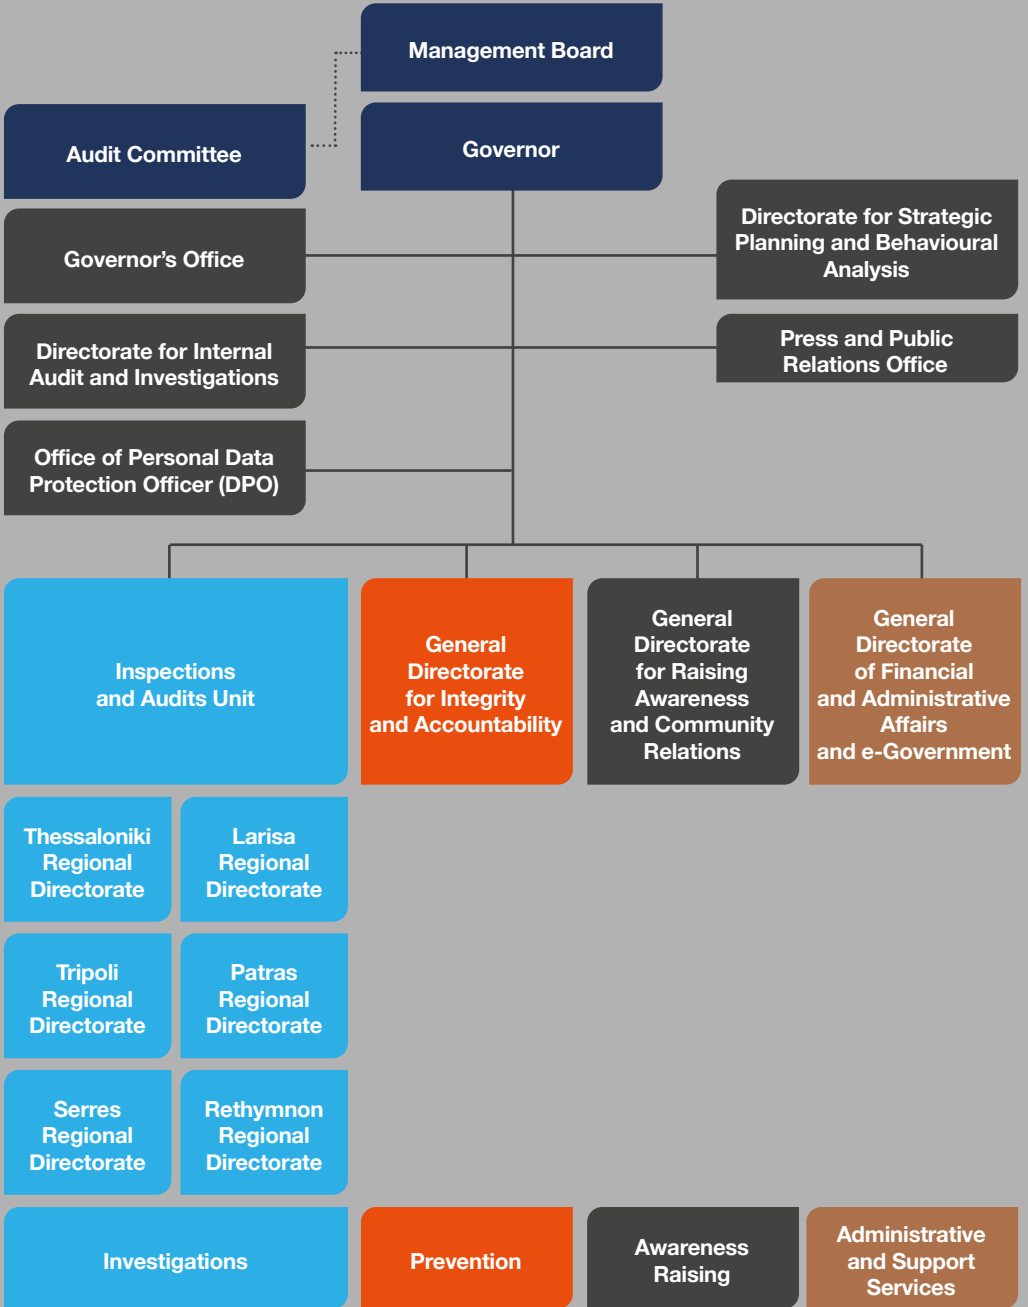 Management Board
Audit Committee
Governor
Governor’s Office
Directorate for Strategic
Planning and Behavioural
Analysis
Directorate for Internal
Audit and Investigations
Press and Public
Relations Office
Office of Personal Data
Protection Officer (DPO)
Inspections
and Audits Unit
General
Directorate
for Integrity
and Accountability
General
Directorate
for Raising
Awareness
and Community
Relations
General
Directorate
of Financial
and Administrative
Affairs
and e-Government
Thessaloniki
Regional
Directorate
Larisa
Regional
Directorate
Tripoli
Regional
Directorate
Patras
Regional
Directorate
Serres
Regional
Directorate
Rethymnon
Regional
Directorate
Investigations
Prevention
Awareness
Raising
Administrative
and Support
Services